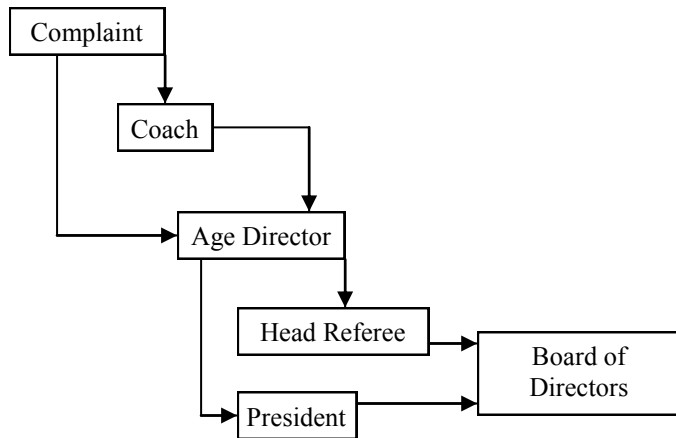 Complaint
Coach
Age Director
Head Referee
Board of
Directors
President